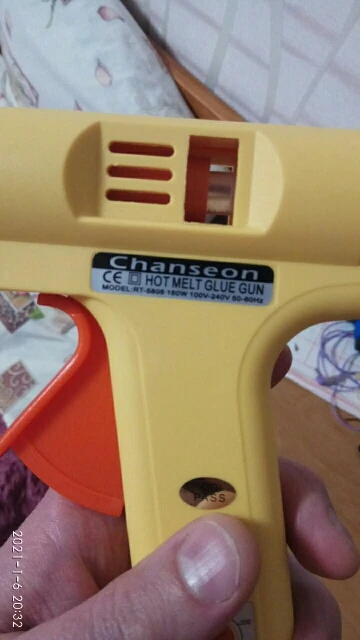 Chanseon
CE HOT MELT GLUE GUN
MODEL:RT-5808 180W 100V-240V 50-60Hz
PASS
2021-1-6 20:32